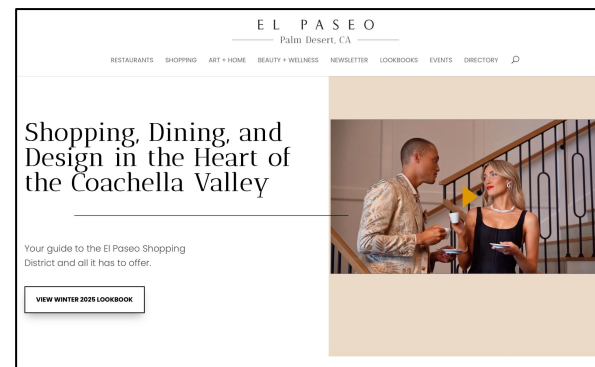 EL PASEO
Palm Desert, CA
RESTAURANTS SHOPPING ART + HOME BEAUTY + WELLNESS NEWSLETTER LOOKBOOKS EVENTS DIRECTORY
Shopping, Dining, and
Design in the Heart of
the Coachella Valley
Your guide to the El Paseo Shopping
District and all it has to offer.
VIEW WINTER 2025 LOOKBOOK